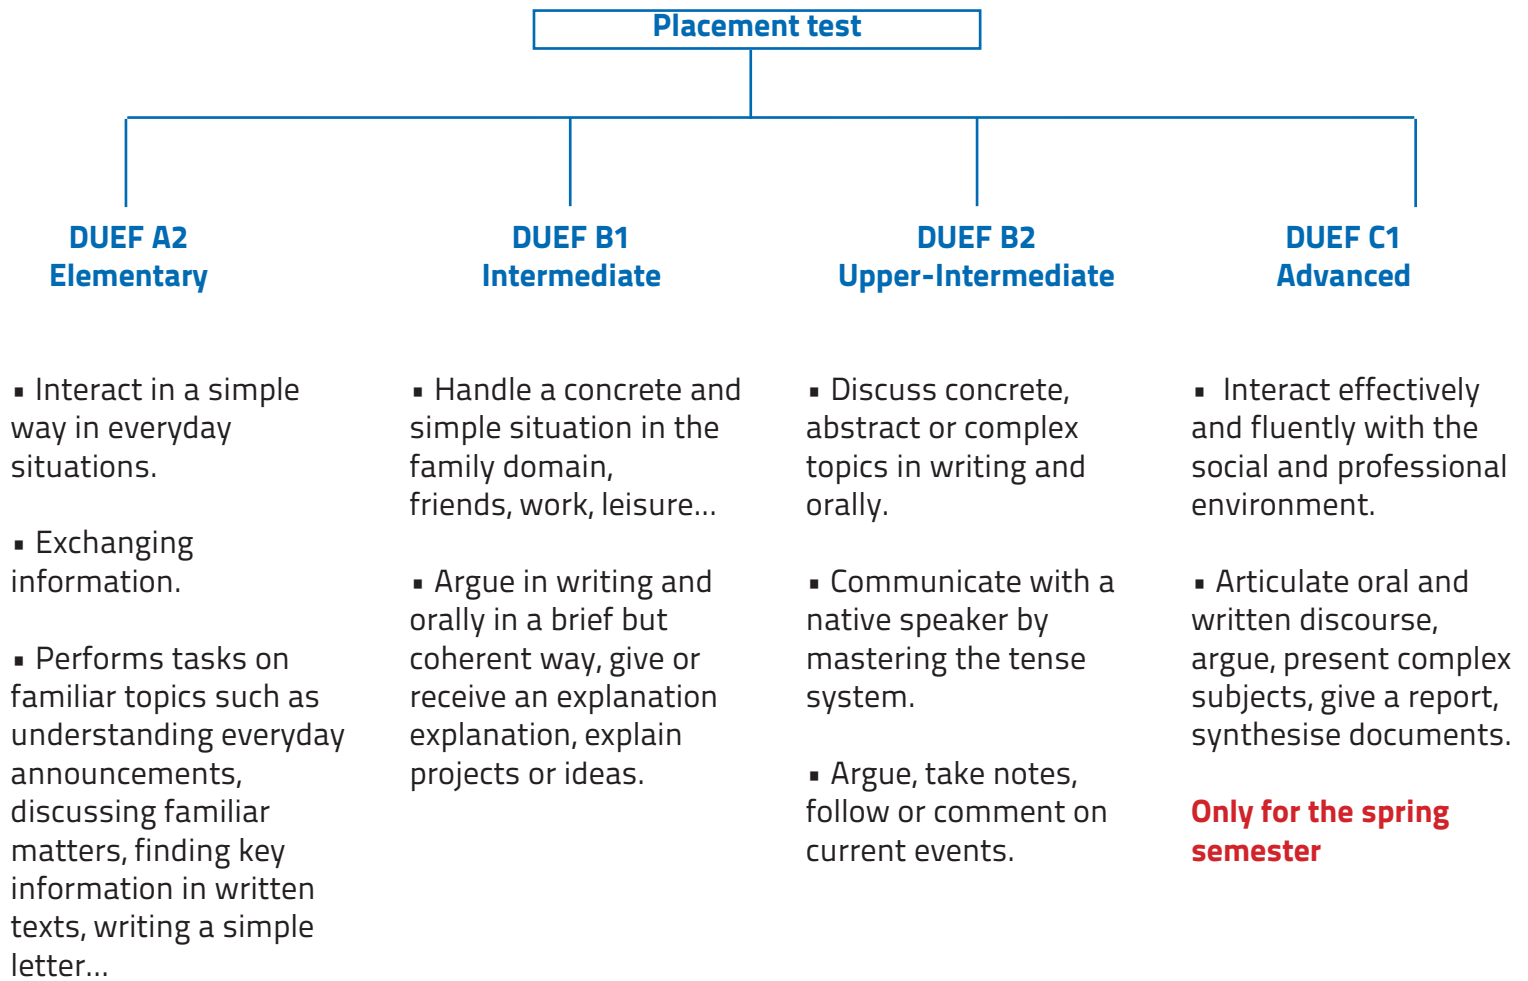 Placement test
DUEF A2
Elementary
▪ Interact in a simple
way in everyday
situations.
▪ Exchanging
information.
▪ Performs tasks on
familiar topics such as
understanding everyday
announcements,
discussing familiar
matters, finding key
information in written
texts, writing a simple
letter...
DUEF B1
Intermediate
▪ Handle a concrete and
simple situation in the
family domain,
friends, work, leisure...
▪ Argue in writing and
orally in a brief but
coherent way, give or
receive an explanation
explanation, explain
projects or ideas.
DUEF B2
Upper-Intermediate
▪ Discuss concrete,
abstract or complex
topics in writing and
orally.
▪ Communicate with a
native speaker by
mastering the tense
system.
▪ Argue, take notes,
follow or comment on
current events.
DUEF C1
Advanced
▪ Interact effectively
and fluently with the
social and professional
environment.
▪ Articulate oral and
written discourse,
argue, present complex
subjects, give a report,
synthesise documents.
Only for the spring
semester